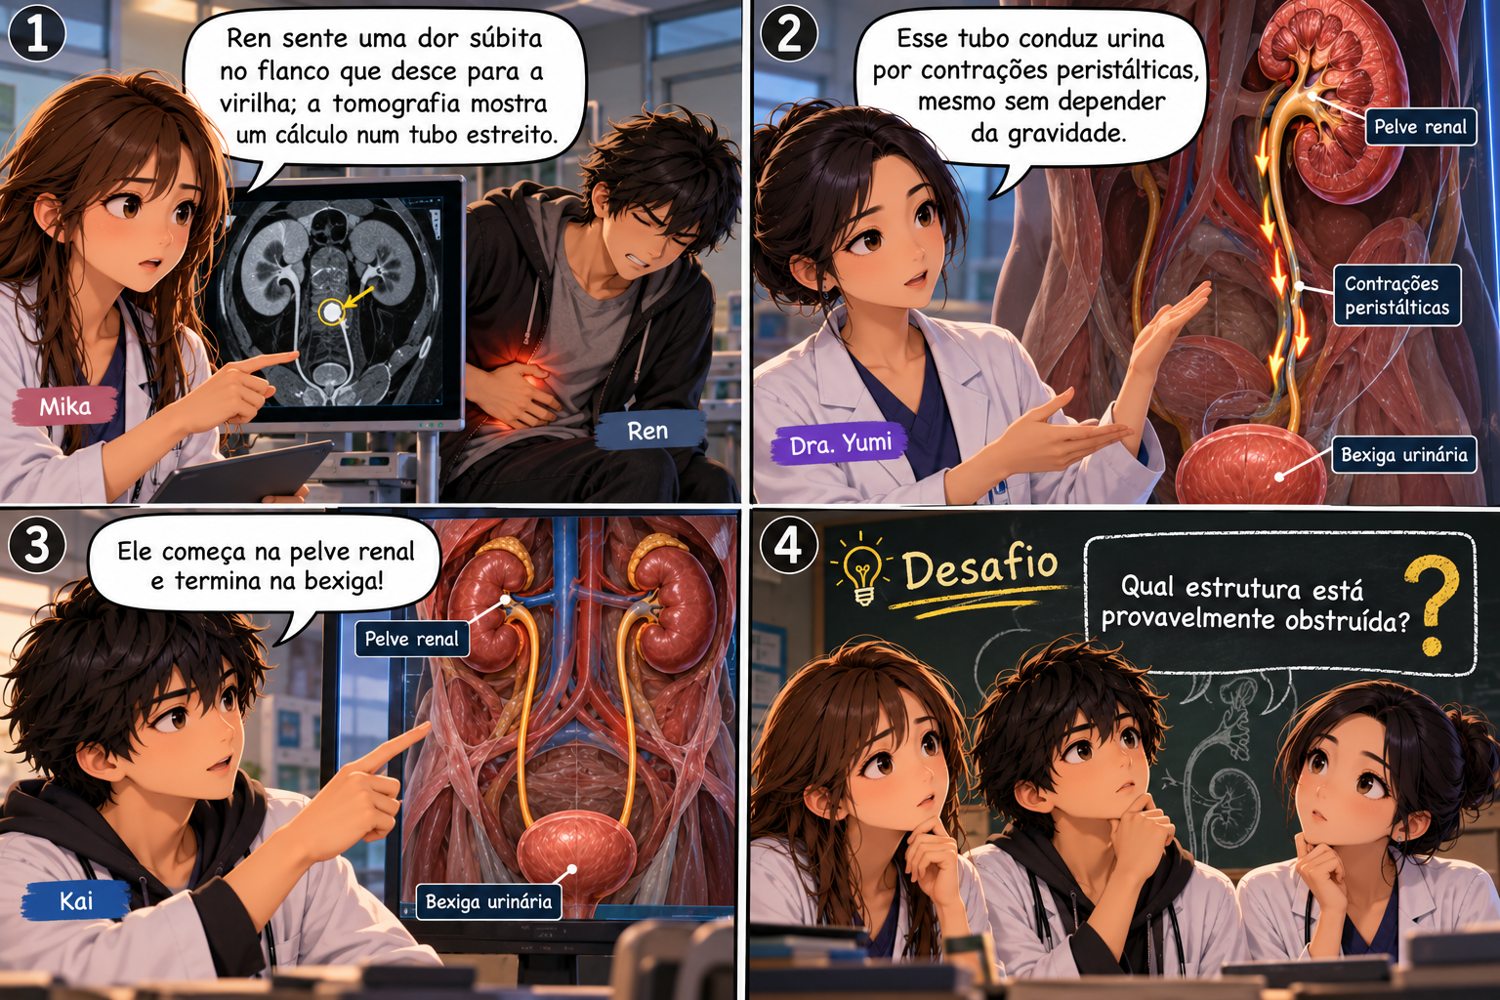 1
Ren sente uma dor súbita
no flanco que desce para a
virilha; a tomografia mostra
um cálculo num tubo estreito.
Mika
Ren
2
Esse tubo conduz urina
por contrações peristálticas,
mesmo sem depender
da gravidade.
Pelve renal
Contrações
peristálticas
Dra. Yumi
Bexiga urinária
3
Ele começa na pelve renal
e termina na bexiga!
Pelve renal
Kai
Bexiga urinária
4
Desafio
Qual estrutura está
provavelmente obstruída?
?